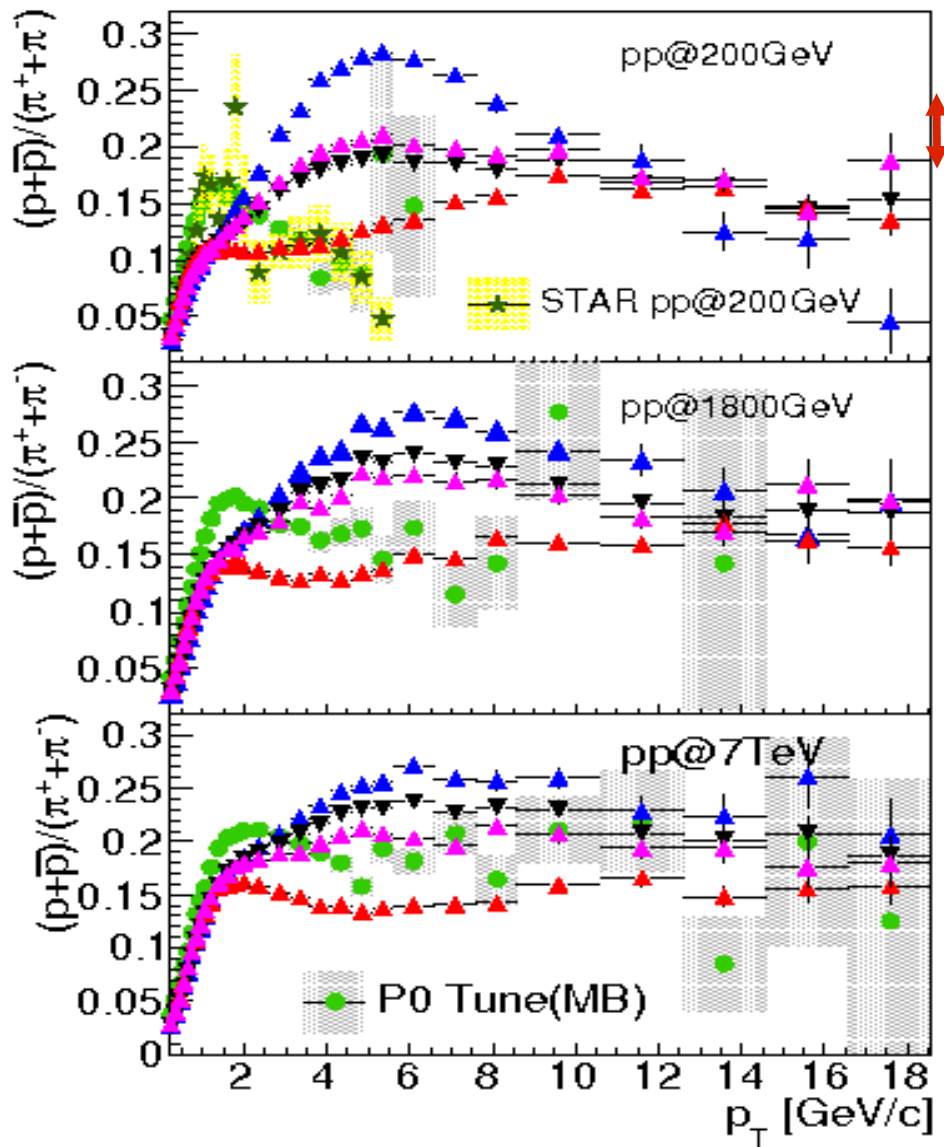 (p+p̅)/(π⁺+π⁻)
0.3
0.25
0.2
0.15
0.1
0.05
pp@200GeV
STAR pp@200GeV
(p+p̅)/(π⁺+π⁻)
0.3
0.25
0.2
0.15
0.1
0.05
pp@1800GeV
(p+p̅)/(π⁺+π⁻)
0.3
0.25
0.2
0.15
0.1
0.05
0
pp@7TeV
P0 Tune(MB)
2 4 6 8 10 12 14 16 18
p_T [GeV/c]